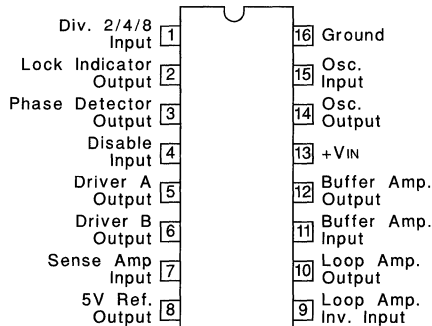 Div. 2/4/8
Input 1
Lock Indicator
Output 2
Phase Detector
Output 3
Disable
Input 4
Driver A
Output 5
Driver B
Output 6
Sense Amp
Input 7
5V Ref.
Output 8
16 Ground
15 Osc.
Input
14 Osc.
Output
13 +VIN
12 Buffer Amp.
Output
11 Buffer Amp.
Input
10 Loop Amp.
Output
9 Loop Amp.
Inv. Input